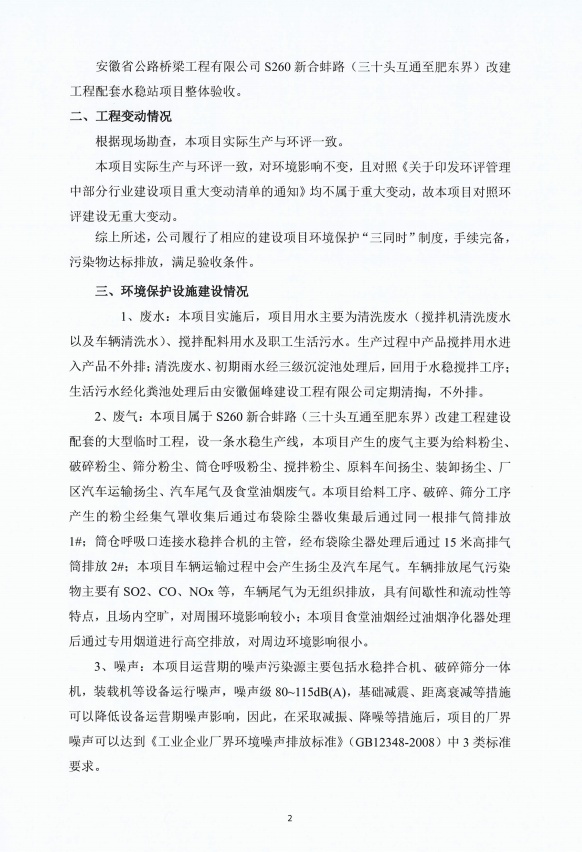 安徽省公路桥梁工程有限公司 S260 新合蚌路（三十头互通至肥东界）改建
工程配套水稳站项目整体验收。
二、工程变动情况
根据现场勘查，本项目实际生产与环评一致。
本项目实际生产与环评一致，对环境影响不变，且对照《关于印发环评管理
中部分行业建设项目重大变动清单的通知》均不属于重大变动，故本项目对照环
评建设无重大变动。
综上所述，公司履行了相应的建设项目环境保护“三同时”制度，手续完备，
污染物达标排放，满足验收条件。
三、环境保护设施建设情况
1、废水：本项目实施后，项目用水主要为清洗废水（搅拌机清洗废水
以及车辆清洗水）、搅拌配料用水及职工生活污水。生产过程中产品搅拌用水进
入产品不外排；清洗废水、初期雨水经三级沉淀池处理后，回用于水稳搅拌工序；
生活污水经化粪池处理后由安徽倔峰建设工程有限公司定期清掏，不外排。
2、废气：本项目属于 S260 新合蚌路（三十头互通至肥东界）改建工程建设
配套的大型临时工程，设一条水稳生产线，本项目产生的废气主要为给料粉尘、
破碎粉尘、筛分粉尘、筒仓呼吸粉尘、搅拌粉尘、原料车间扬尘、装卸扬尘、厂
区汽车运输扬尘、汽车尾气及食堂油烟废气。本项目给料工序、破碎、筛分工序
产生的粉尘经集气罩收集后通过布袋除尘器收集最后通过同一根排气筒排放
1#；筒仓呼吸口连接水稳拌合机的主管，经布袋除尘器处理后通过 15 米高排气
筒排放 2#；本项目车辆运输过程中会产生扬尘及汽车尾气。车辆排放尾气污染
物主要有 SO2、CO、NOx 等，车辆尾气为无组织排放，具有间歇性和流动性等
特点，且场内空旷，对周围环境影响较小；本项目食堂油烟经过油烟净化器处理
后通过专用烟道进行高空排放，对周边环境影响很小。
3、噪声：本项目运营期的噪声污染源主要包括水稳拌合机、破碎筛分一体
机，装载机等设备运行噪声，噪声级 80~115dB(A)，基础减震、距离衰减等措施
可以降低设备运营期噪声影响，因此，在采取减振、降噪等措施后，项目的厂界
噪声可以达到《工业企业厂界环境噪声排放标准》（GB12348-2008）中 3 类标准
要求。
2